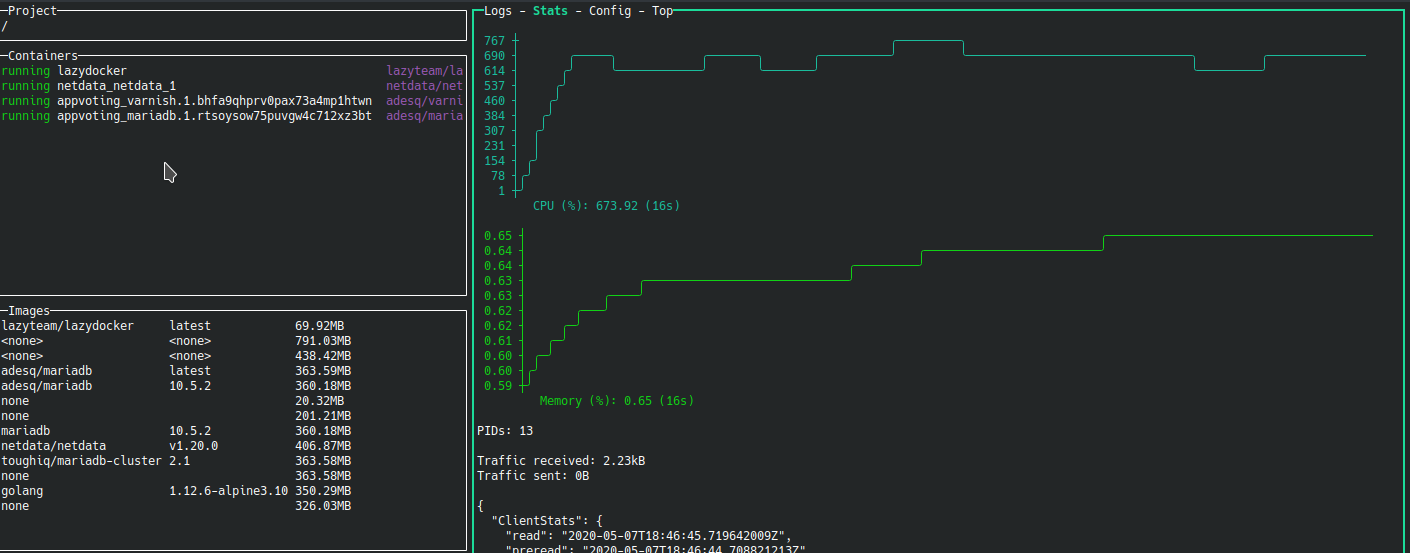 Project
/
Containers
running lazydocker lazyteam/la
running netdata_netdata_1 netdata/net
running appvoting_varnish.1.bhfa9qhprv0pax73a4mp1htwn adesq/varni
running appvoting_mariadb.1.rtsoysow75puvgw4c712xz3bt adesq/maria
Images
lazyteam/lazydocker latest 69.92MB
<none> <none> 791.03MB
<none> <none> 438.42MB
adesq/mariadb latest 363.59MB
adesq/mariadb 10.5.2 360.18MB
none 20.32MB
none 201.21MB
mariadb 10.5.2 360.18MB
netdata/netdata v1.20.0 406.87MB
toughiq/mariadb-cluster 2.1 363.58MB
none 363.58MB
golang 1.12.6-alpine3.10 350.29MB
none 326.03MB
Logs - Stats - Config - Top
767
690
614
537
460
384
307
231
154
78
1
CPU (%): 673.92 (16s)
0.65
0.64
0.64
0.63
0.63
0.62
0.62
0.61
0.60
0.60
0.59
Memory (%): 0.65 (16s)
PIDs: 13
Traffic received: 2.23kB
Traffic sent: 0B
{
"ClientStats": {
"read": "2020-05-07T18:46:45.719642009Z",
"preread": "2020-05-07T18:46:44.708821213Z"